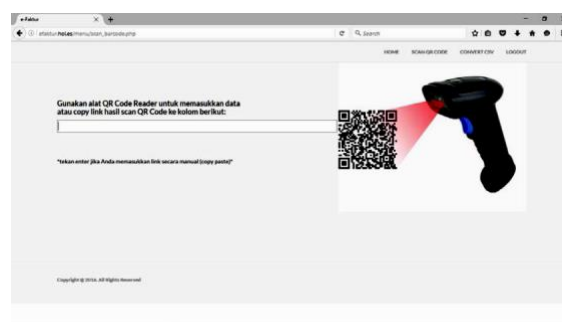 e-Faktur
efaktur.hol.es/menu/scan_barcode.php
Search
HOME SCAN QR CODE CONVERT CSV LOGOUT
Gunakan alat QR Code Reader untuk memasukkan data
atau copy link hasil scan QR Code ke kolom berikut:
*tekan enter jika Anda memasukkan link secara manual (copy paste)*
Copyright @ 2016. All Rights Reserved